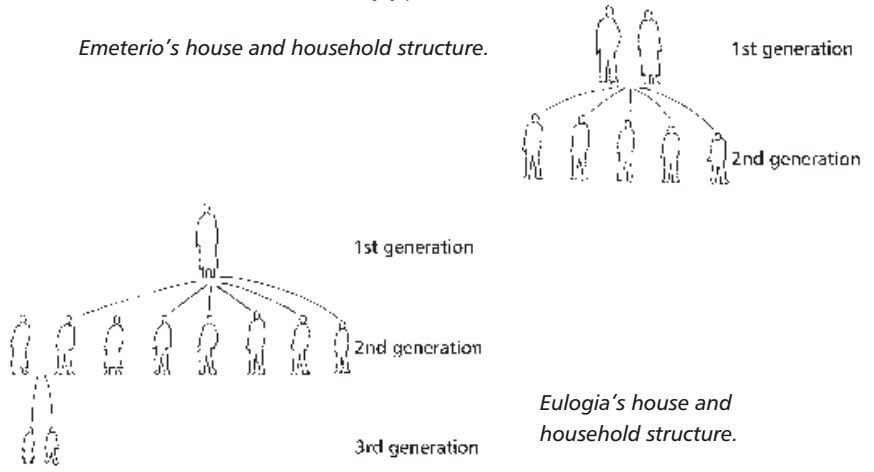 Emeterio’s house and household structure.
1st generation
2nd generation
1st generation
2nd generation
3rd generation
Eulogia’s house and
household structure.